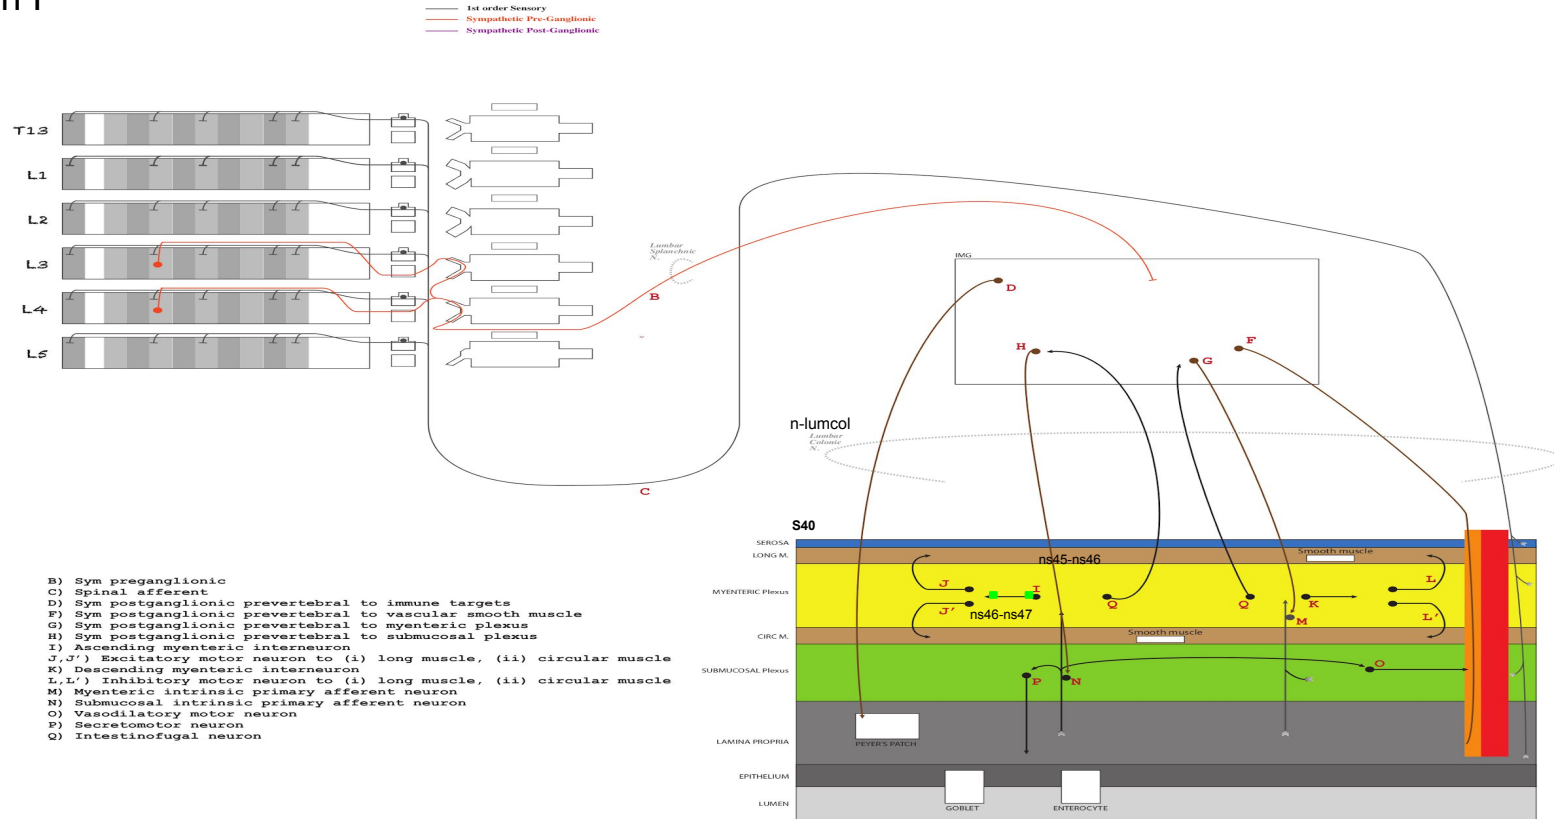 1st order Sensory
Sympathetic Pre-Ganglionic
Sympathetic Post-Ganglionic
T13
L1
L2
L3
L4
L5
Lumbar
Splanchnic
N.
B
C
IMG
D
H
G
F
n-lumcol
Lumbar
Colonic
N.
S40
SEROSA
LONG M.
MYENTERIC Plexus
CIRC M.
SUBMUCOSAL Plexus
LAMINA PROPRIA
EPITHELIUM
LUMEN
ns45-ns46
Smooth muscle
J
I
Q
Q
K
L
J'
ns46-ns47
M
L'
Smooth muscle
P
N
O
PEYER'S PATCH
GOBLET
ENTEROCYTE
B) Sym preganglionic
C) Spinal afferent
D) Sym postganglionic prevertebral to immune targets
F) Sym postganglionic prevertebral to vascular smooth muscle
G) Sym postganglionic prevertebral to myenteric plexus
H) Sym postganglionic prevertebral to submucosal plexus
I) Ascending myenteric interneuron
J,J') Excitatory motor neuron to (i) long muscle, (ii) circular muscle
K) Descending myenteric interneuron
L,L') Inhibitory motor neuron to (i) long muscle, (ii) circular muscle
M) Myenteric intrinsic primary afferent neuron
N) Submucosal intrinsic primary afferent neuron
O) Vasodilatory motor neuron
P) Secretomotor neuron
Q) Intestinofugal neuron